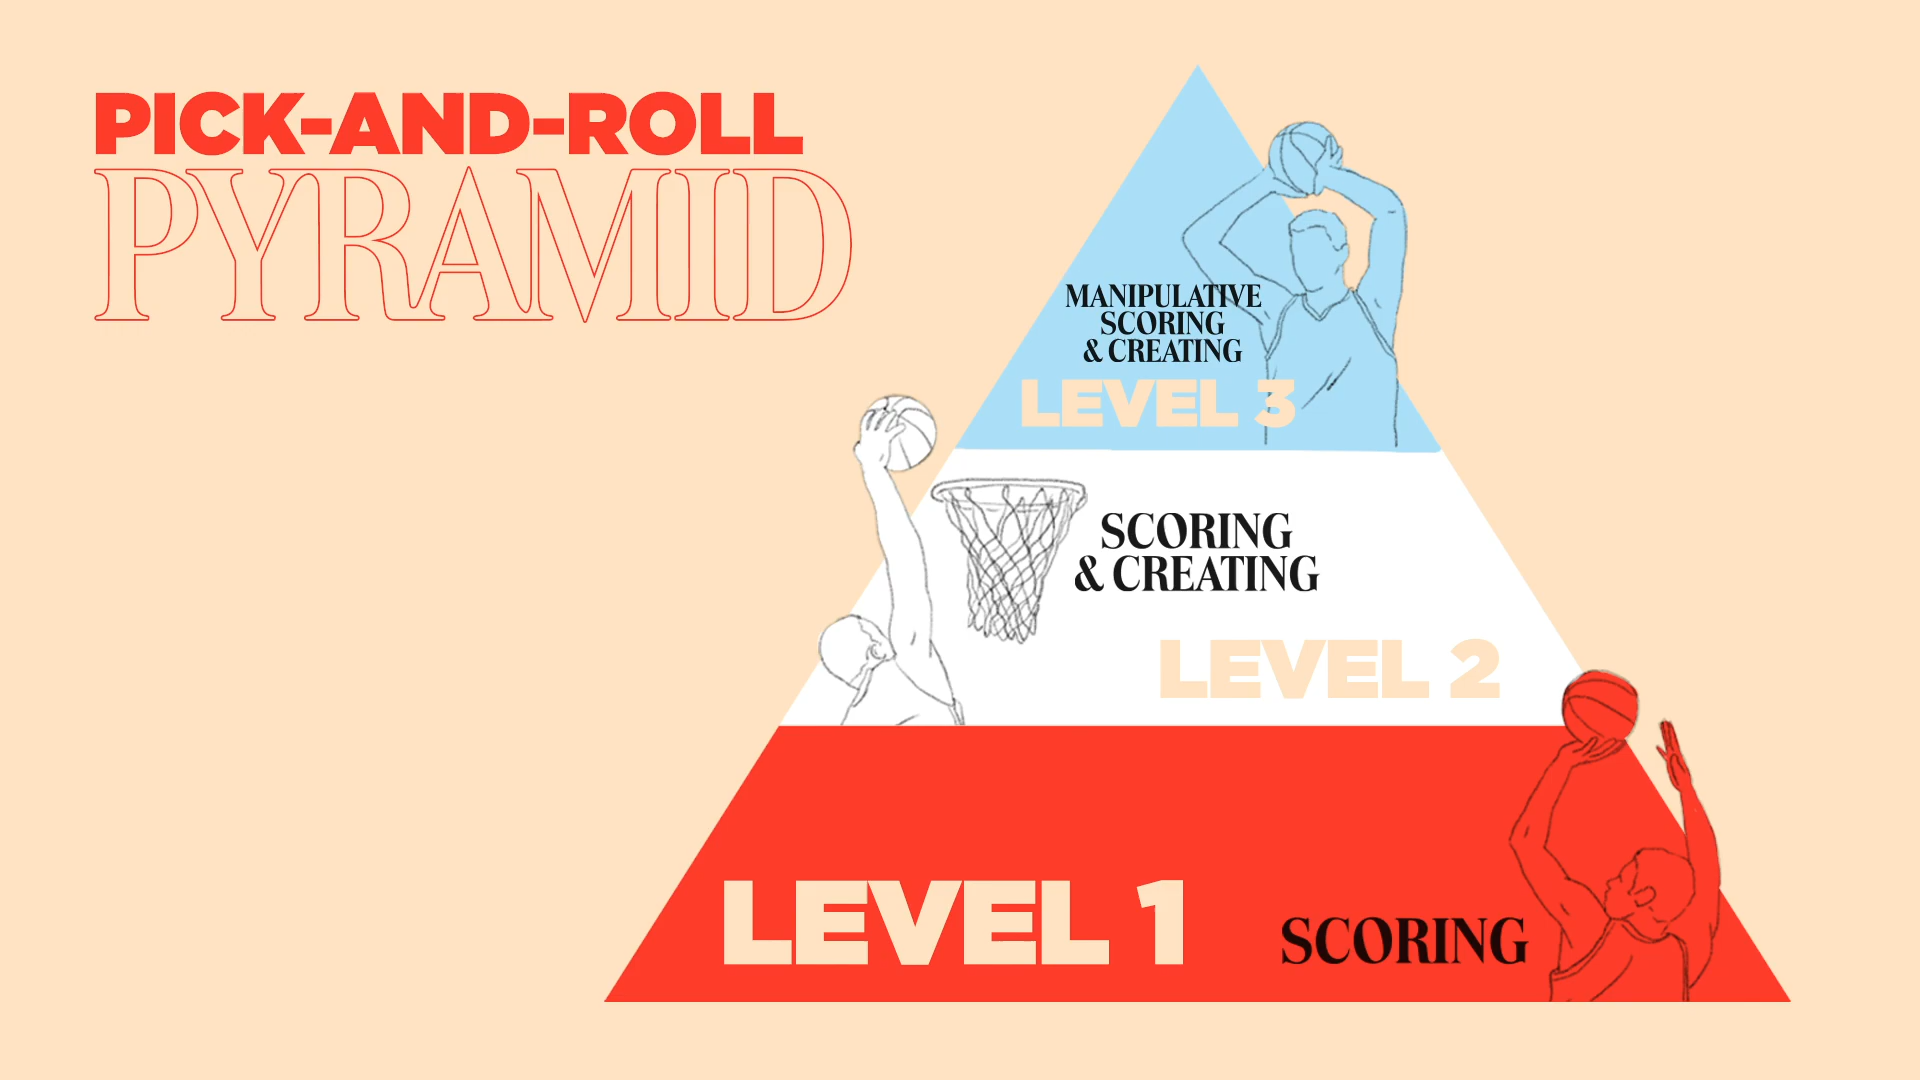 PICK-AND-ROLL
PYRAMID
MANIPULATIVE
SCORING
& CREATING
LEVEL 3
SCORING
& CREATING
LEVEL 2
LEVEL 1
SCORING